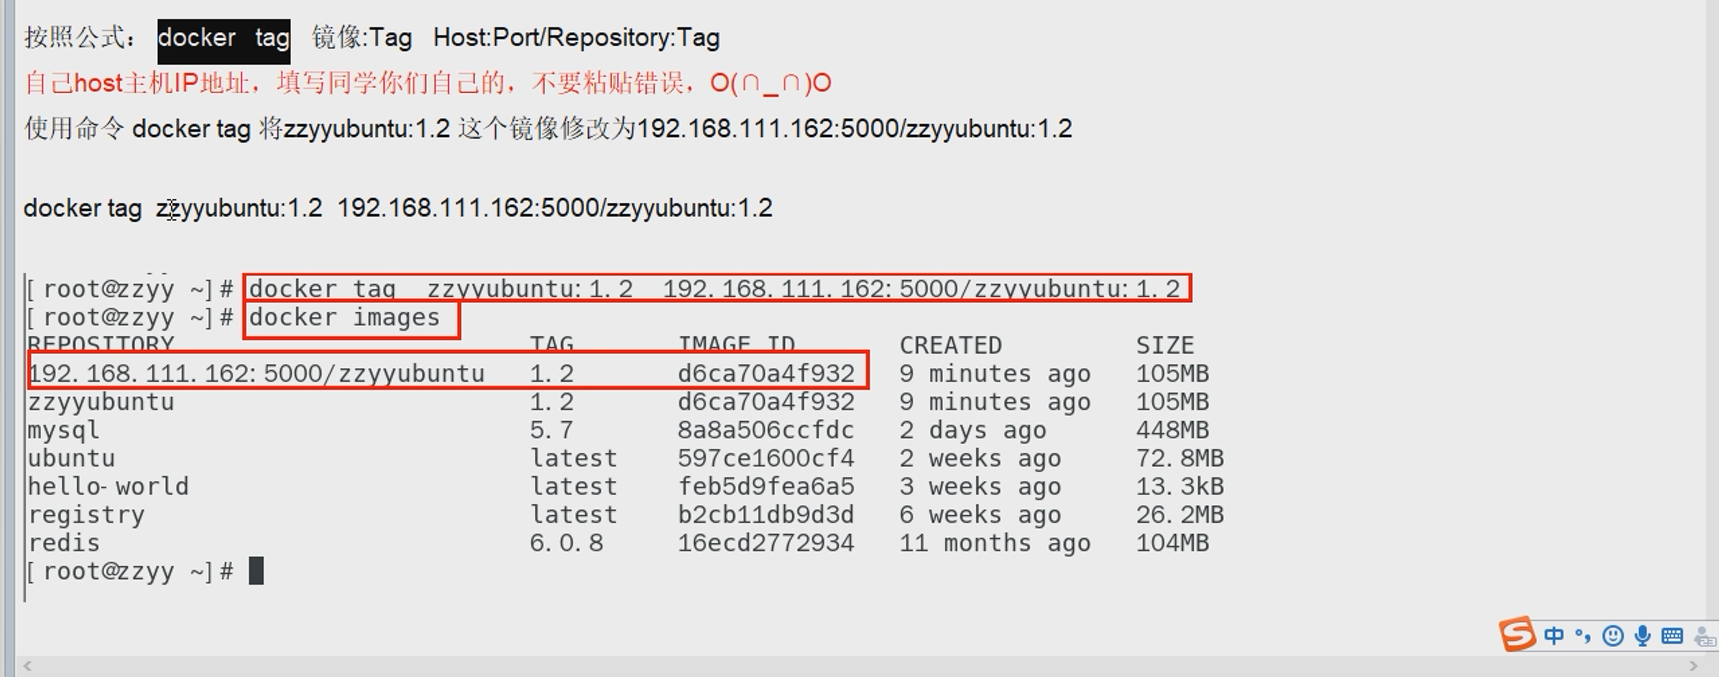 按照公式： docker tag 镜像:Tag Host:Port/Repository:Tag
自己host主机IP地址，填写同学你们自己的，不要粘贴错误，O(∩_∩)O
使用命令 docker tag 将zzyyubuntu:1.2 这个镜像修改为192.168.111.162:5000/zzyyubuntu:1.2
docker tag zzyyubuntu:1.2 192.168.111.162:5000/zzyyubuntu:1.2
[root@zzyy ~]# docker tag zzyyubuntu:1.2 192.168.111.162:5000/zzyyubuntu:1.2
[root@zzyy ~]# docker images
REPOSITORY TAG IMAGE ID CREATED SIZE
192.168.111.162:5000/zzyyubuntu 1.2 d6ca70a4f932 9 minutes ago 105MB
zzyyubuntu 1.2 d6ca70a4f932 9 minutes ago 105MB
mysql 5.7 8a8a506ccfdc 2 days ago 448MB
ubuntu latest 597ce1600cf4 2 weeks ago 72.8MB
hello-world latest feb5d9fea6a5 3 weeks ago 13.3kB
registry latest b2cb11db9d3d 6 weeks ago 26.2MB
redis 6.0.8 16ecd2772934 11 months ago 104MB
[root@zzyy ~]#
中